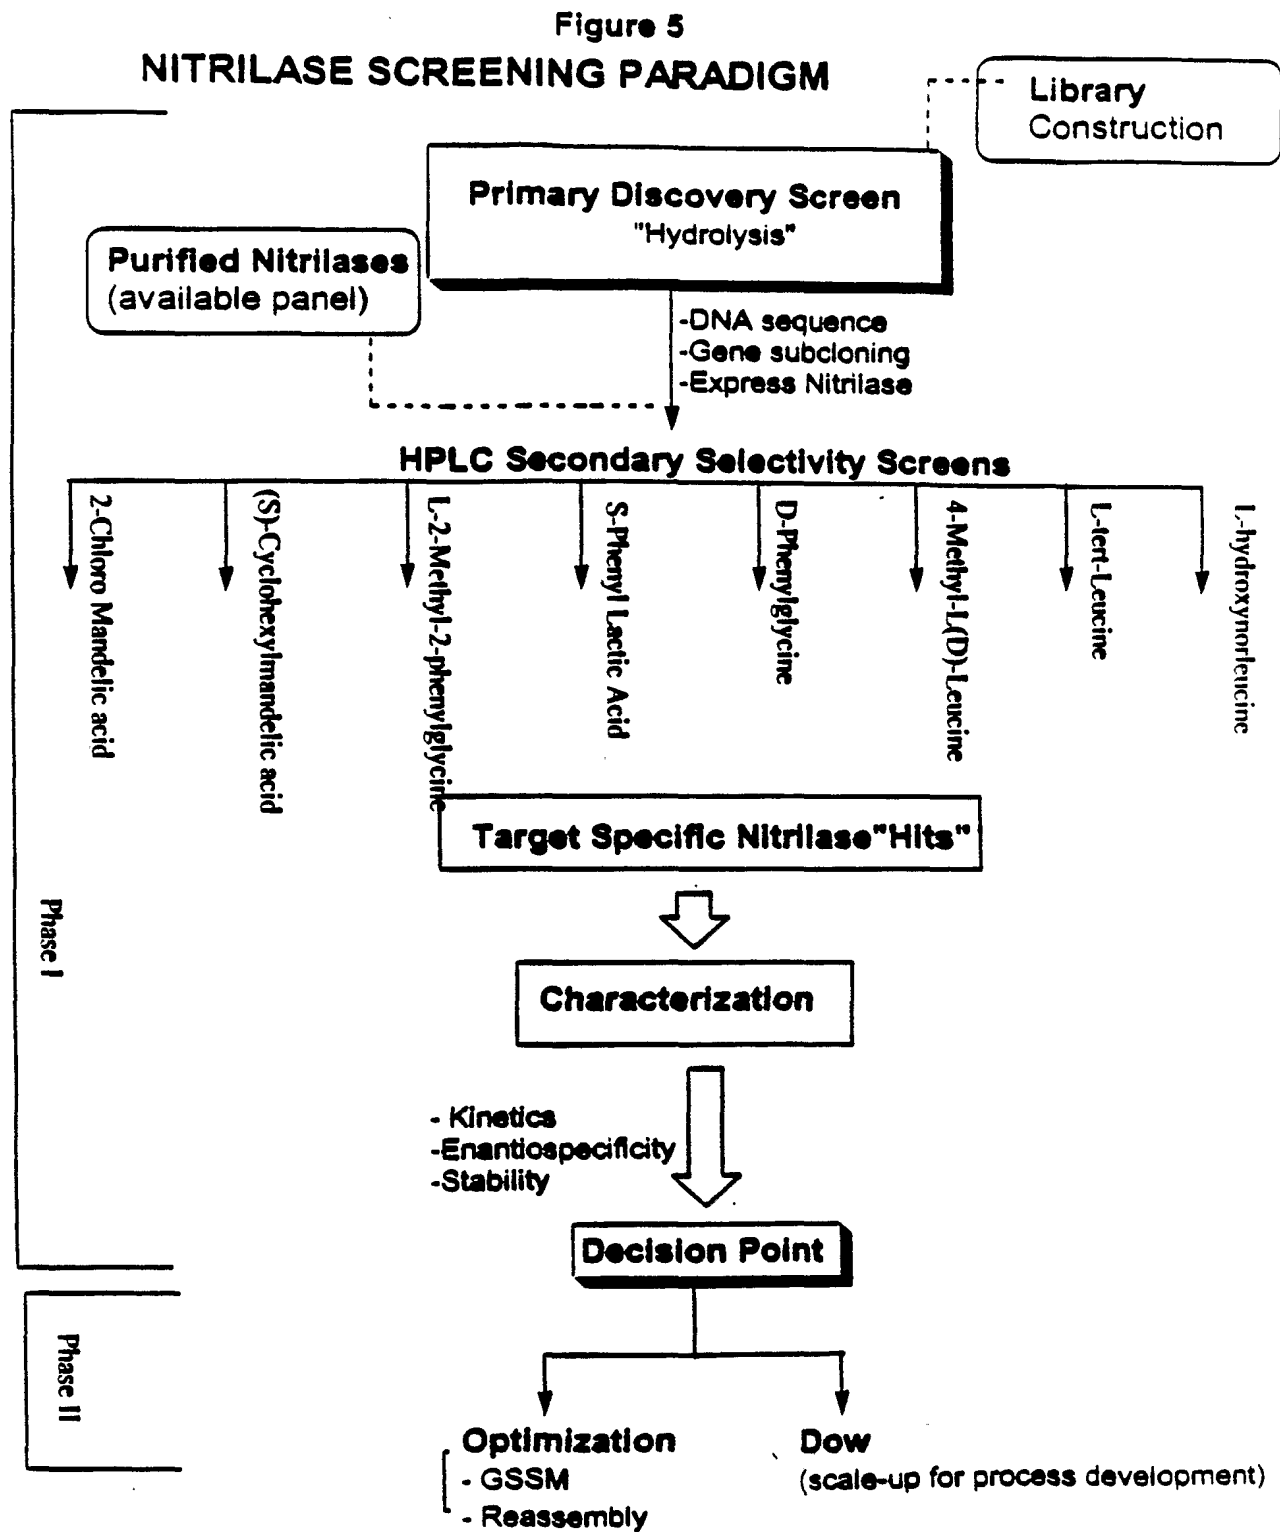 Figure 5
NITRILASE SCREENING PARADIGM
Library
Construction
Primary Discovery Screen
"Hydrolysis"
Purified Nitrilases
(available panel)
-DNA sequence
-Gene subcloning
-Express Nitrilase
HPLC Secondary Selectivity Screens
2-Chloro Mandelic acid
(S)-Cyclohexylmandelic acid
L-2-Methyl-2-phenylglycine
S-Phenyl Lactic Acid
D-Phenylglycine
4-Methyl-L(D)-Leucine
L-tert-Leucine
L-hydroxynorleucine
Target Specific Nitrilase"Hits"
Phase I
Characterization
- Kinetics
-Enantiospecificity
-Stability
Decision Point
Phase II
Optimization
- GSSM
- Reassembly
Dow
(scale-up for process development)